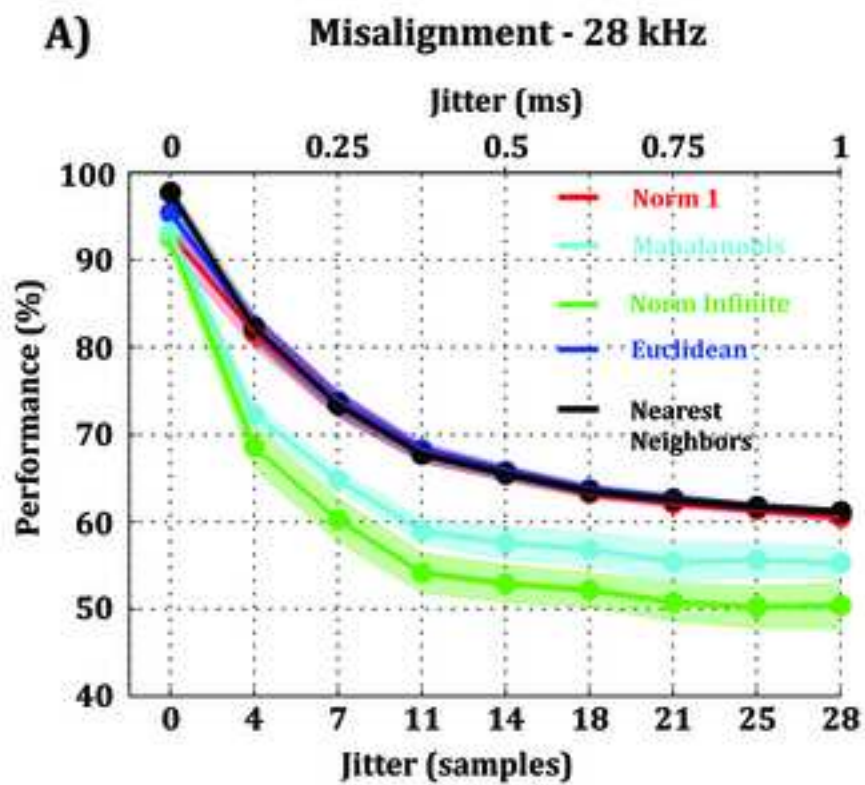 A) Misalignment - 28 kHz
Jitter (ms)
0 0.25 0.5 0.75 1
100
90
80
70
60
50
40
Performance (%)
Norm 1
Mahalanobis
Norm Infinite
Euclidean
Nearest
Neighbors
0 4 7 11 14 18 21 25 28
Jitter (samples)